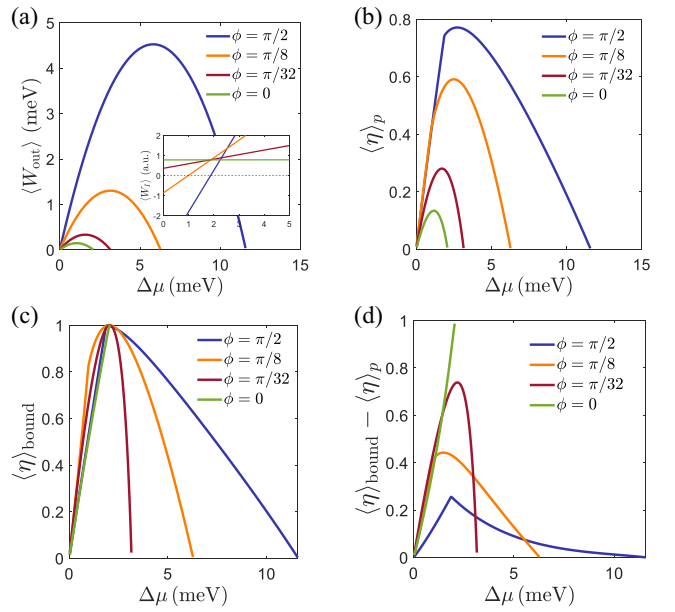 (a)
5
4
3
2
1
0
⟨W_out⟩ (meV)
ϕ = π/2
ϕ = π/8
ϕ = π/32
ϕ = 0
2
1
0
-1
-2
⟨W_I⟩ (a.u.)
0 1 2 3 4 5
0 5 10 15
Δμ (meV)
(b)
0.8
0.6
0.4
0.2
0
⟨η⟩_p
ϕ = π/2
ϕ = π/8
ϕ = π/32
ϕ = 0
0 5 10 15
Δμ (meV)
(c)
1
0.8
0.6
0.4
0.2
0
⟨η⟩_bound
ϕ = π/2
ϕ = π/8
ϕ = π/32
ϕ = 0
0 5 10
Δμ (meV)
(d)
1
0.8
0.6
0.4
0.2
0
⟨η⟩_bound − ⟨η⟩_p
ϕ = π/2
ϕ = π/8
ϕ = π/32
ϕ = 0
0 5 10
Δμ (meV)